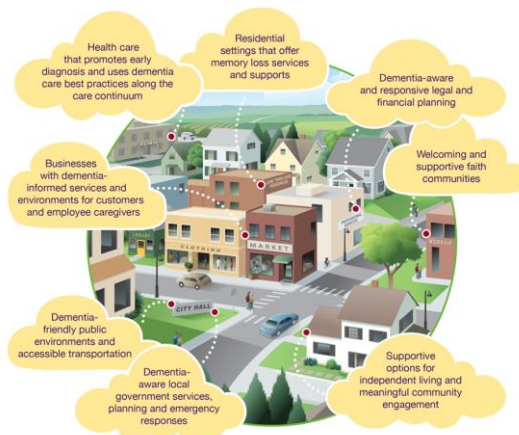 Health care
that promotes early
diagnosis and uses dementia
care best practices along the
care continuum
Residential
settings that offer
memory loss services
and supports
Dementia-aware
and responsive legal and
financial planning
Businesses
with dementia-
informed services and
environments for customers
and employee caregivers
Welcoming and
supportive faith
communities
CLOTHING
MARKET
CITY HALL
Dementia-
friendly public
environments and
accessible transportation
Dementia-
aware local
government services,
planning and emergency
responses
Supportive
options for
independent living and
meaningful community
engagement